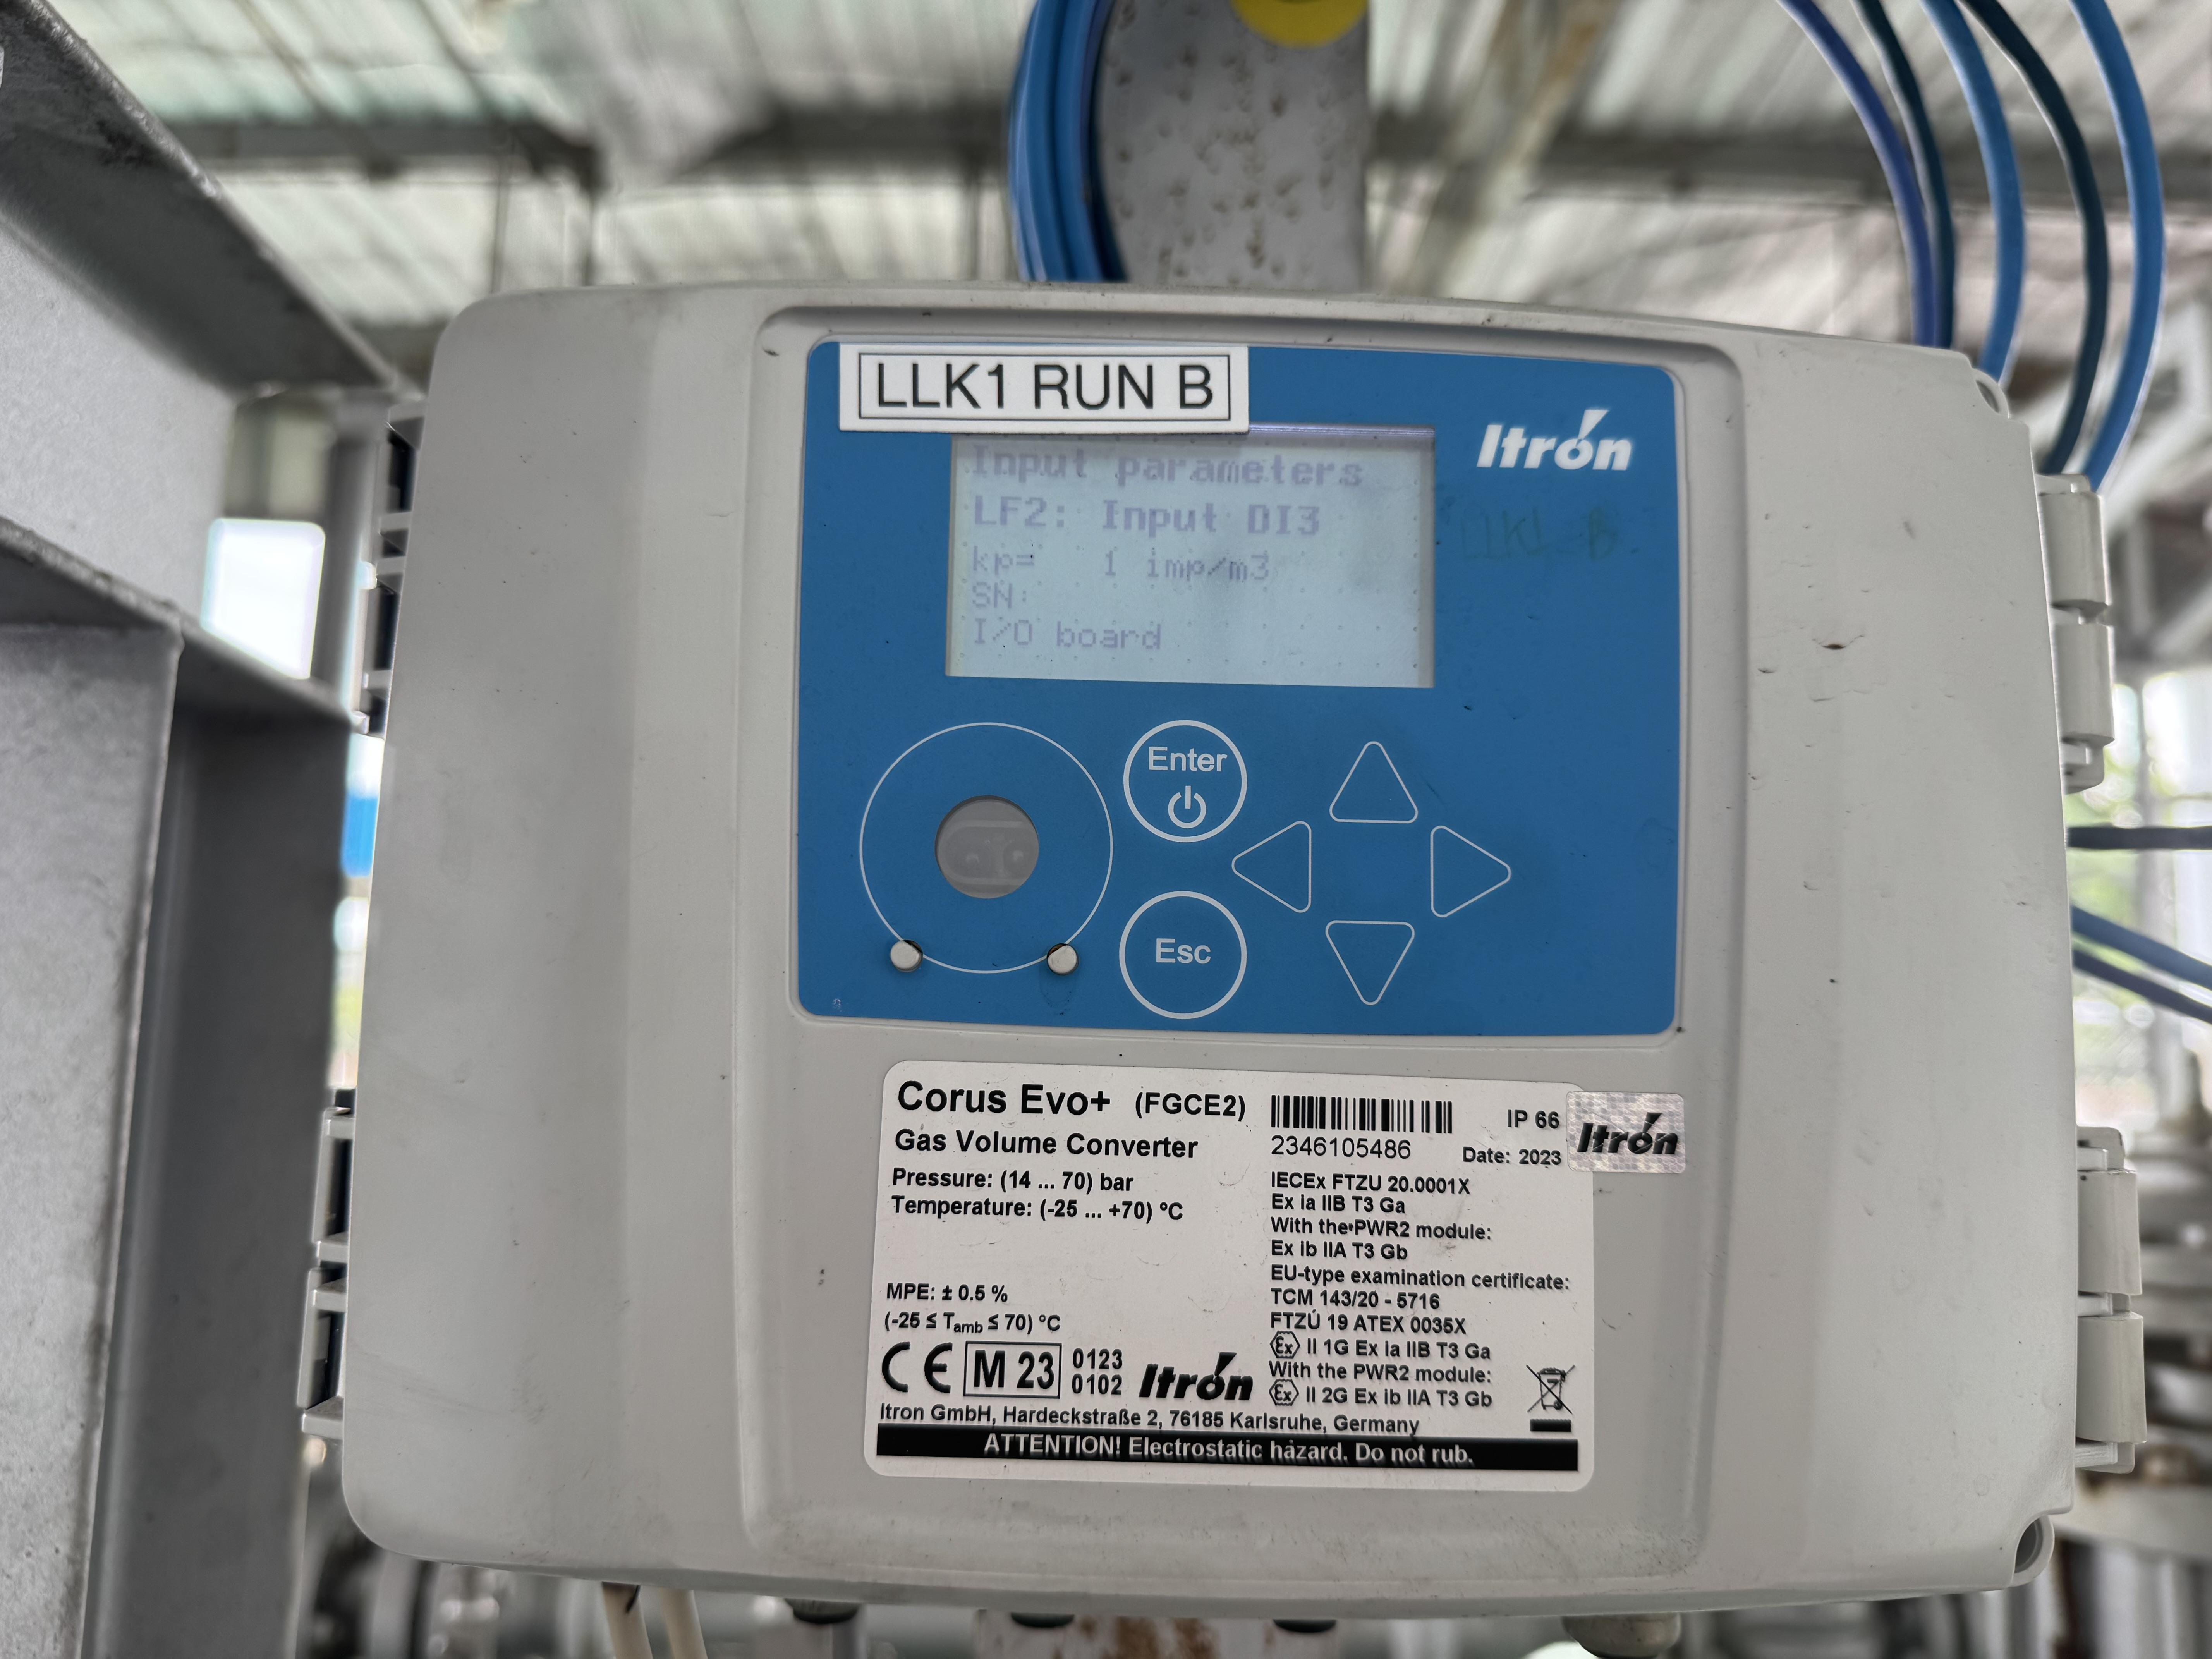 LLK1 RUN B
Itrón
Input parameters
LF2: Input DI3
kp= 1 imp/m3
SN:
I/O board
LLK1 B
Enter
Esc
Corus Evo+ (FGCE2)
Gas Volume Converter
Pressure: (14 ... 70) bar
Temperature: (-25 ... +70) °C
MPE: ± 0.5 %
(-25 ≤ Tamb ≤ 70) °C
CE M 23 0123
0102
Itrón
2346105486
IP 66
Date: 2023
Itrón
IECEx FTZU 20.0001X
Ex ia IIB T3 Ga
With the PWR2 module:
Ex ib IIA T3 Gb
EU-type examination certificate:
TCM 143/20 - 5716
FTZÚ 19 ATEX 0035X
Ex II 1G Ex ia IIB T3 Ga
With the PWR2 module:
Ex II 2G Ex ib IIA T3 Gb
Itron GmbH, Hardeckstraße 2, 76185 Karlsruhe, Germany
ATTENTION! Electrostatic hazard. Do not rub.